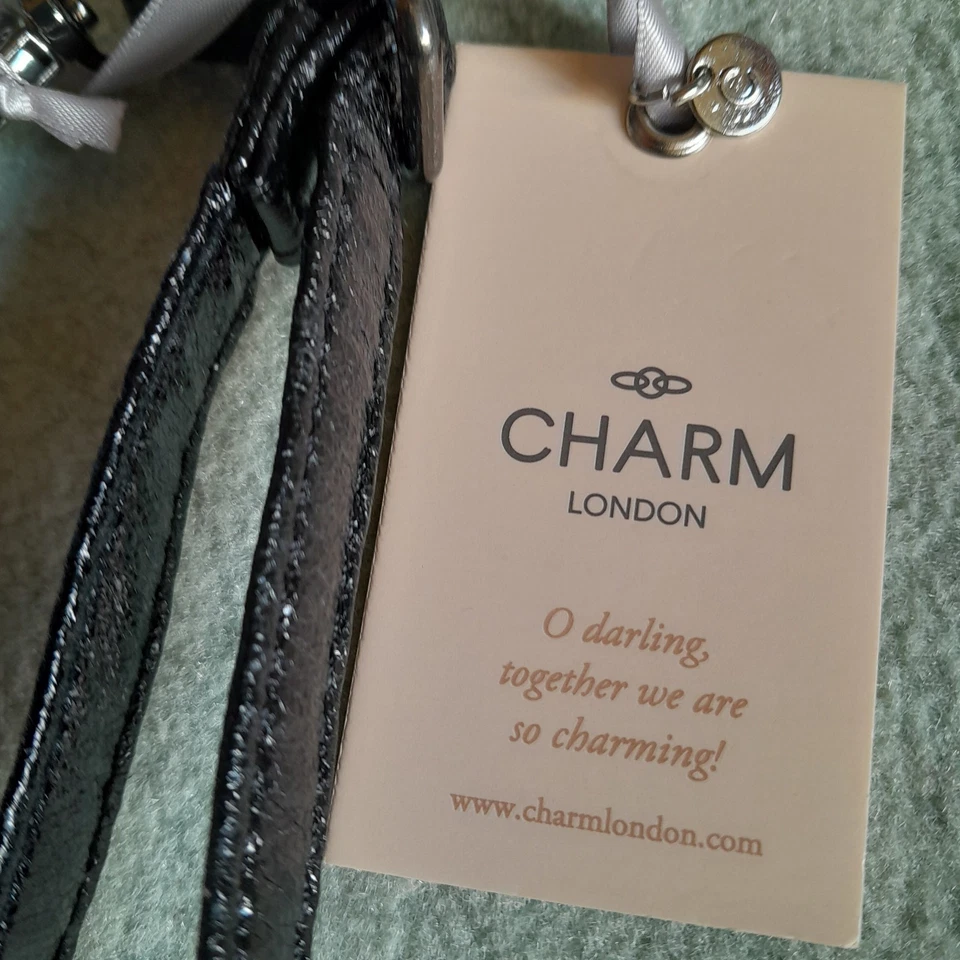 CHARM
LONDON
O darling,
together we are
so charming!
www.charmlondon.com